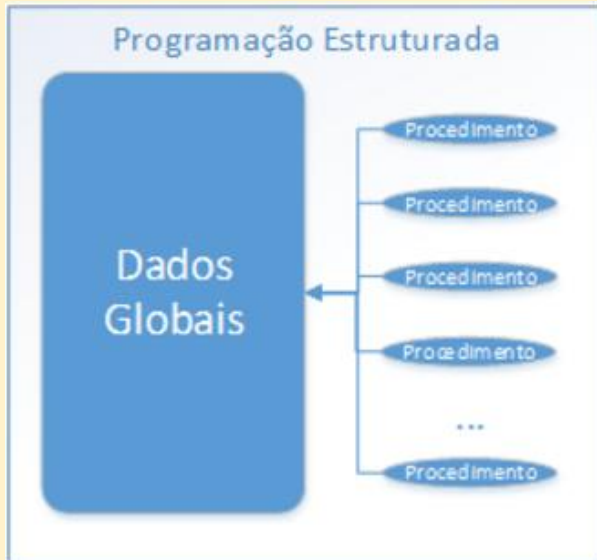 Programação Estruturada
Dados
Globais
Procedimento
Procedimento
Procedimento
Procedimento
...
Procedimento